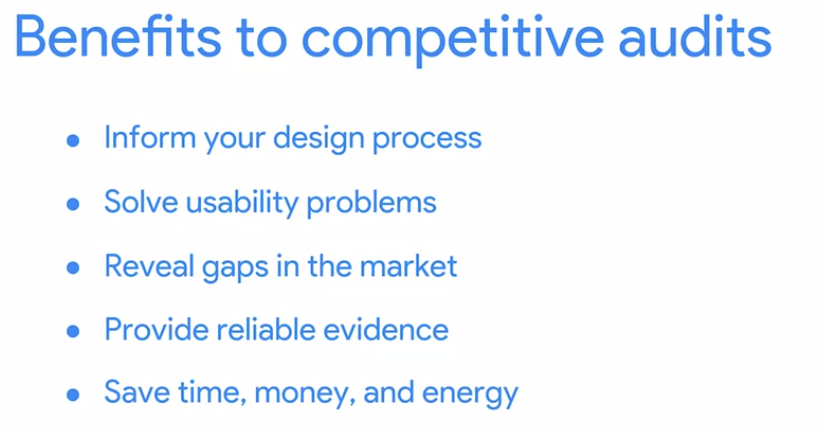 Benefits to competitive audits
• Inform your design process
• Solve usability problems
• Reveal gaps in the market
• Provide reliable evidence
• Save time, money, and energy